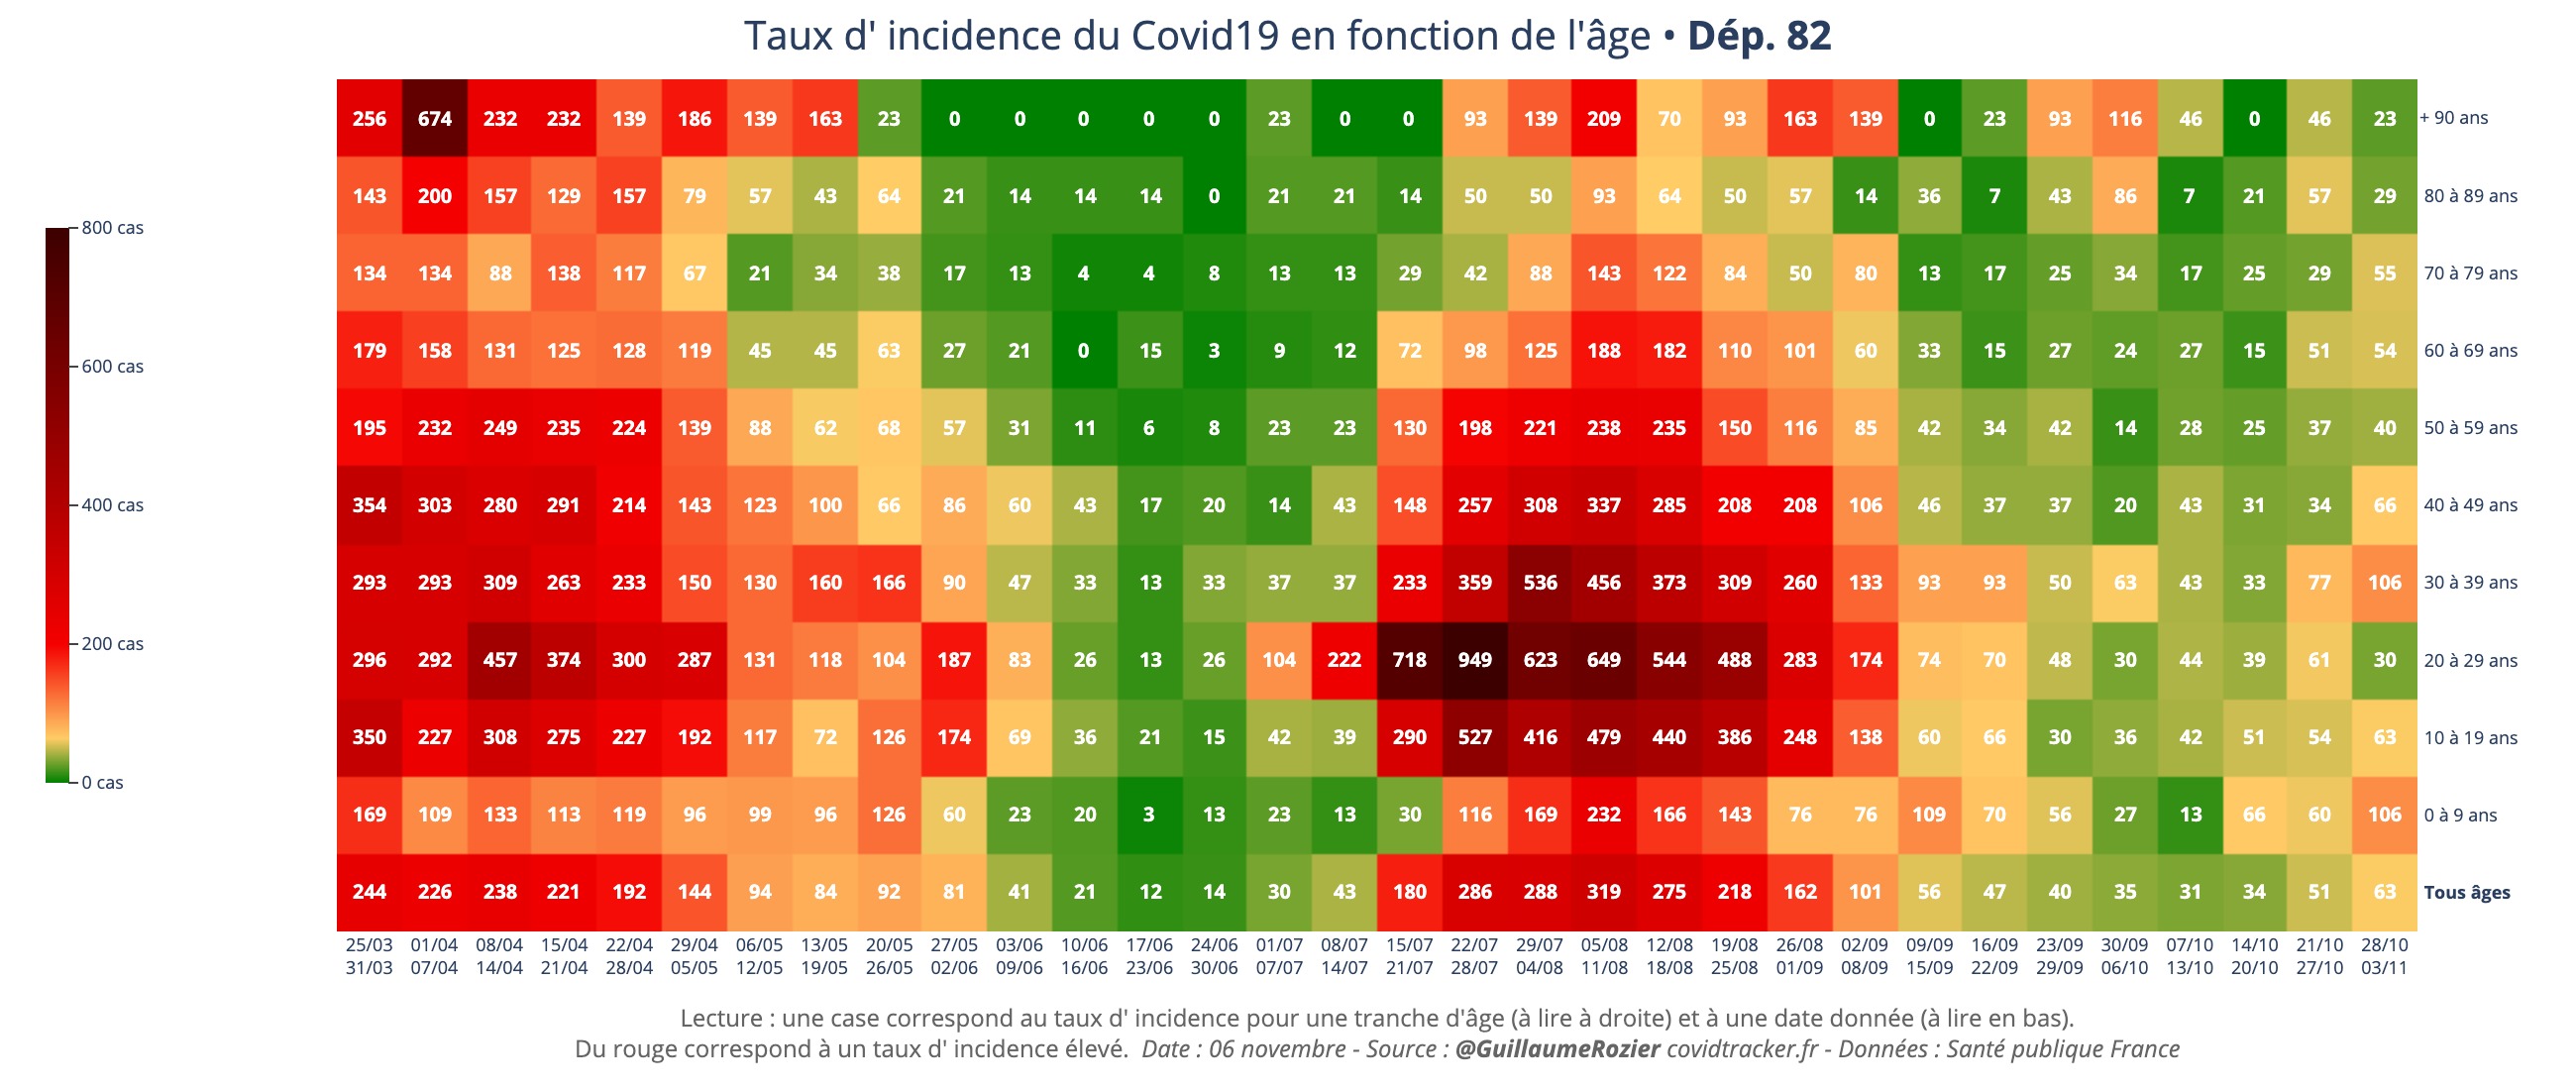 Taux d' incidence du Covid19 en fonction de l'âge • Dép. 82
256 674 232 232 139 186 139 163 23 0 0 0 0 0 23 0 0 93 139 209 70 93 163 139 0 23 93 116 46 0 46 23 + 90 ans
143 200 157 129 157 79 57 43 64 21 14 14 14 0 21 21 14 50 50 93 64 50 57 14 36 7 43 86 7 21 57 29 80 à 89 ans
134 134 88 138 117 67 21 34 38 17 13 4 4 8 13 13 29 42 88 143 122 84 50 80 13 17 25 34 17 25 29 55 70 à 79 ans
179 158 131 125 128 119 45 45 63 27 21 0 15 3 9 12 72 98 125 188 182 110 101 60 33 15 27 24 27 15 51 54 60 à 69 ans
195 232 249 235 224 139 88 62 68 57 31 11 6 8 23 23 130 198 221 238 235 150 116 85 42 34 42 14 28 25 37 40 50 à 59 ans
354 303 280 291 214 143 123 100 66 86 60 43 17 20 14 43 148 257 308 337 285 208 208 106 46 37 37 20 43 31 34 66 40 à 49 ans
293 293 309 263 233 150 130 160 166 90 47 33 13 33 37 37 233 359 536 456 373 309 260 133 93 93 50 63 43 33 77 106 30 à 39 ans
296 292 457 374 300 287 131 118 104 187 83 26 13 26 104 222 718 949 623 649 544 488 283 174 74 70 48 30 44 39 61 30 20 à 29 ans
350 227 308 275 227 192 117 72 126 174 69 36 21 15 42 39 290 527 416 479 440 386 248 138 60 66 30 36 42 51 54 63 10 à 19 ans
169 109 133 113 119 96 99 96 126 60 23 20 3 13 23 13 30 116 169 232 166 143 76 76 109 70 56 27 13 66 60 106 0 à 9 ans
244 226 238 221 192 144 94 84 92 81 41 21 12 14 30 43 180 286 288 319 275 218 162 101 56 47 40 35 31 34 51 63 Tous âges
25/03 01/04 08/04 15/04 22/04 29/04 06/05 13/05 20/05 27/05 03/06 10/06 17/06 24/06 01/07 08/07 15/07 22/07 29/07 05/08 12/08 19/08 26/08 02/09 09/09 16/09 23/09 30/09 07/10 14/10 21/10 28/10
31/03 07/04 14/04 21/04 28/04 05/05 12/05 19/05 26/05 02/06 09/06 16/06 23/06 30/06 07/07 14/07 21/07 28/07 04/08 11/08 18/08 25/08 01/09 08/09 15/09 22/09 29/09 06/10 13/10 20/10 27/10 03/11
800 cas
600 cas
400 cas
200 cas
0 cas
Lecture : une case correspond au taux d' incidence pour une tranche d'âge (à lire à droite) et à une date donnée (à lire en bas).
Du rouge correspond à un taux d' incidence élevé. Date : 06 novembre - Source : @GuillaumeRozier covidtracker.fr - Données : Santé publique France